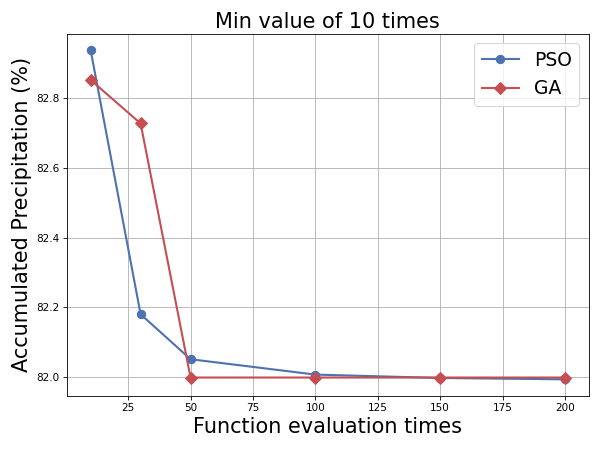 Min value of 10 times
PSO
GA
Accumulated Precipitation (%)
82.8
82.6
82.4
82.2
82.0
25 50 75 100 125 150 175 200
Function evaluation times